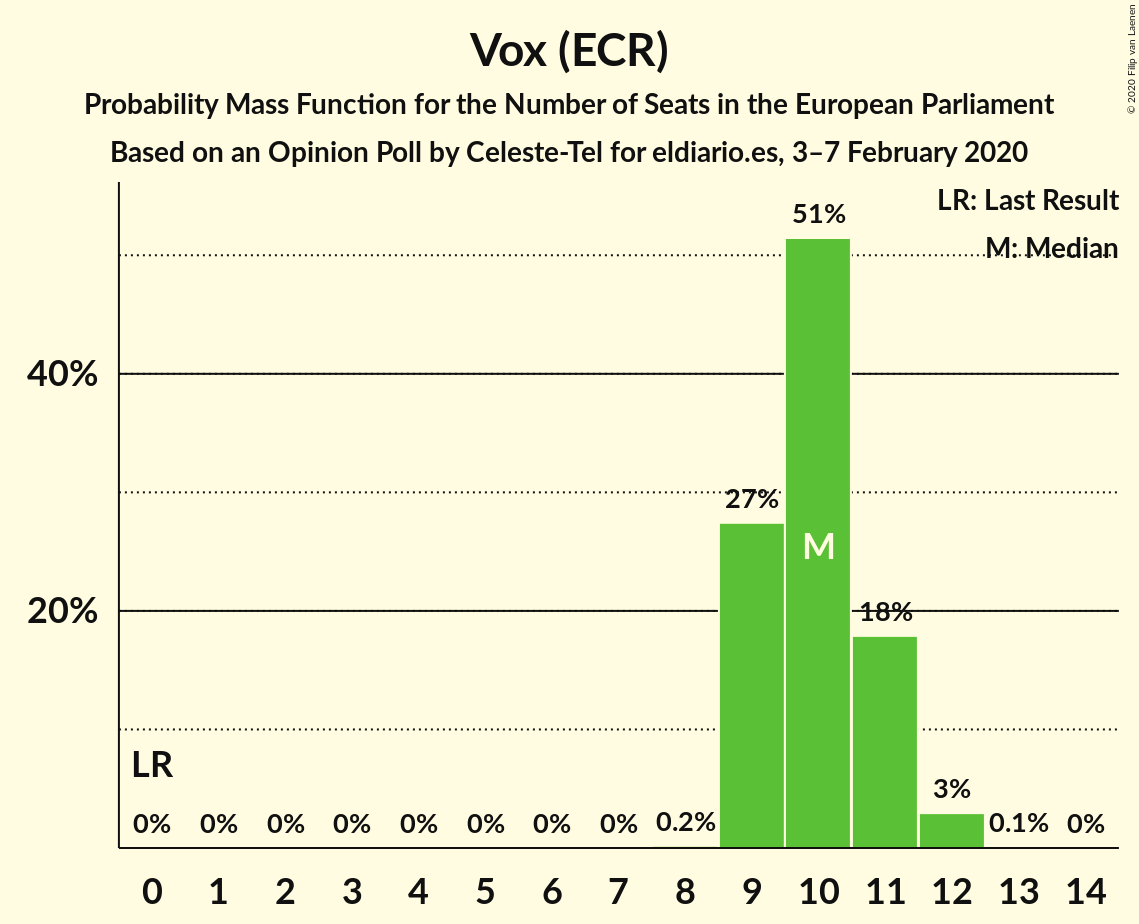 Vox (ECR)
Probability Mass Function for the Number of Seats in the European Parliament
Based on an Opinion Poll by Celeste-Tel for eldiario.es, 3–7 February 2020
© 2020 Filip van Laenen
LR: Last Result
M: Median
51%
40%
27%
M
20%
18%
LR
3%
0% 0% 0% 0% 0% 0% 0% 0% 0.2% 0.1% 0%
0 1 2 3 4 5 6 7 8 9 10 11 12 13 14